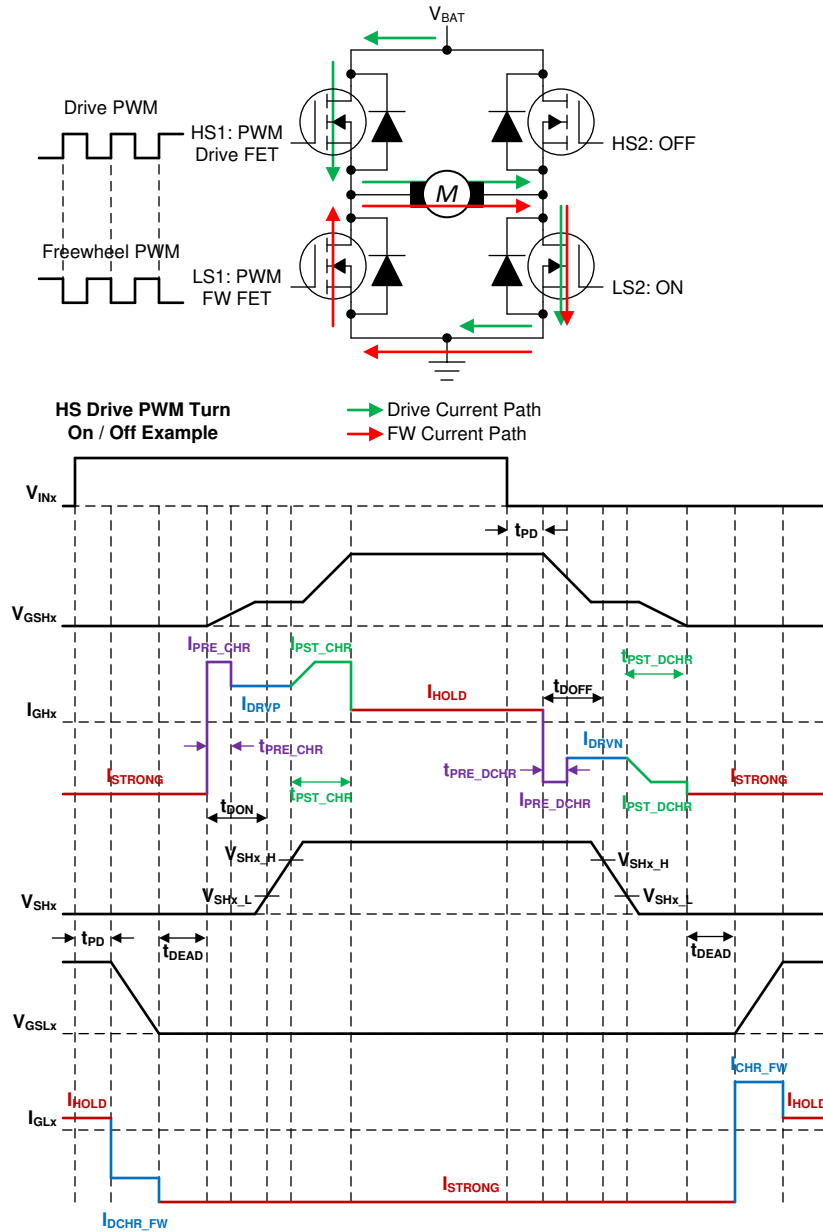 VBAT
Drive PWM
HS1: PWM
Drive FET
HS2: OFF
M
Freewheel PWM
LS1: PWM
FW FET
LS2: ON
HS Drive PWM Turn
On / Off Example
Drive Current Path
FW Current Path
VINx
tPD
VGSHx
IPRE_CHR
IPST_CHR
tPST_DCHR
IHOLD
tDOFF
IDRVP
IGHx
IDRVN
tPRE_CHR
tPRE_DCHR
ISTRONG
ISTRONG
tPST_CHR
IPRE_DCHR
IPST_DCHR
tDON
VSHx_H
VSHx_H
VSHx_L
VSHx_L
VSHx
tPD
tDEAD
tDEAD
VGSLx
ICHR_FW
IHOLD
IHOLD
IGLx
ISTRONG
IDCHR_FW